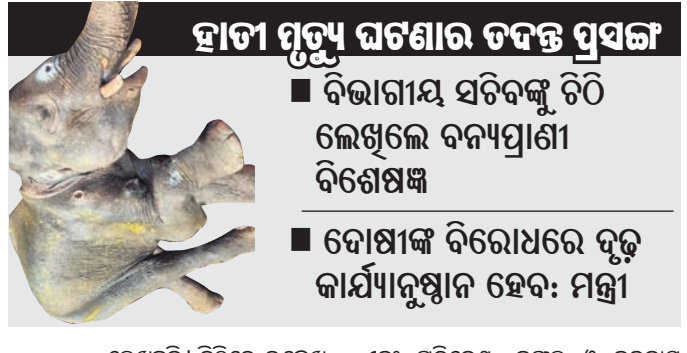 ହାତୀ ମୃତ୍ୟୁ ଘଟଣାର ତଦନ୍ତ ପ୍ରସଙ୍ଗ
■ ବିଭାଗୀୟ ସଚିବଙ୍କୁ ଚିଠି
ଲେଖିଲେ ବନ୍ୟପ୍ରାଣୀ
ବିଶେଷଜ୍ଞ
■ ଦୋଷୀଙ୍କ ବିରୋଧରେ ଦୃଢ଼
କାର୍ଯ୍ୟାନୁଷ୍ଠାନ ହେବ: ମନ୍ତ୍ରୀ